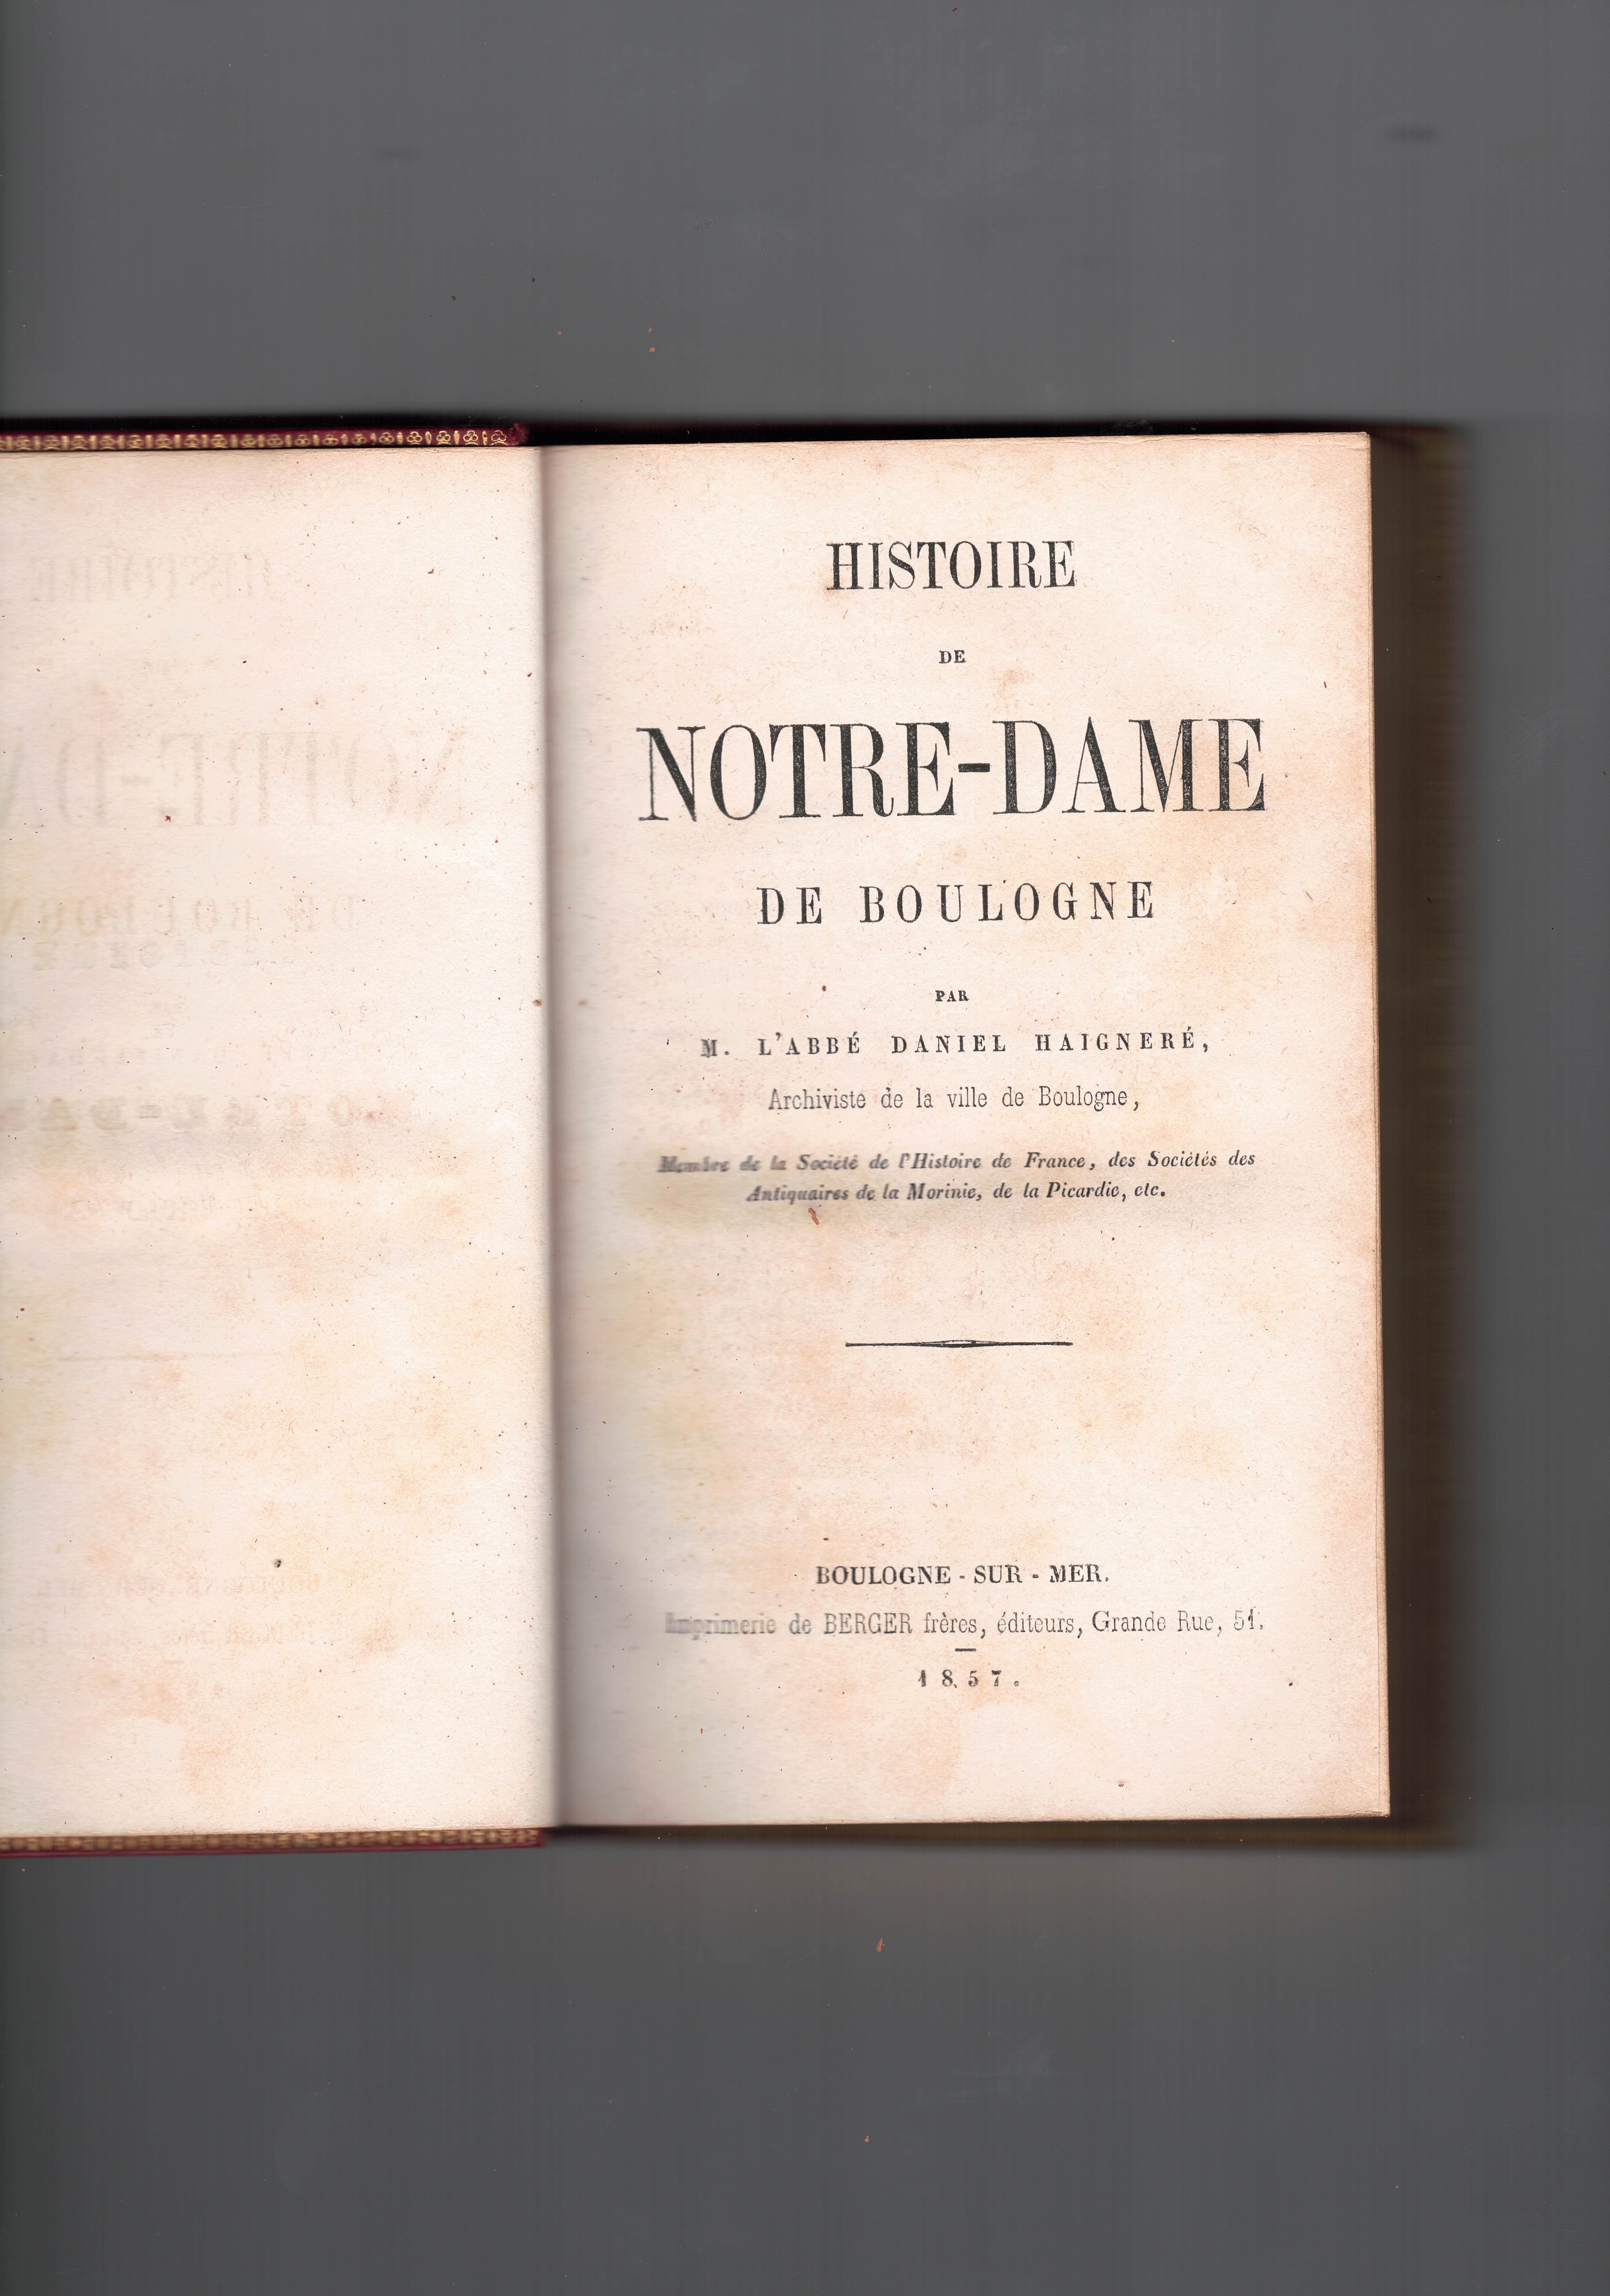 HISTOIRE
DE
NOTRE-DAME
DE BOULOGNE
PAR
M. L'ABBÉ DANIEL HAIGNERÉ,
Archiviste de la ville de Boulogne,
Membre de la Société de l'Histoire de France, des Sociétés des
Antiquaires de la Morinie, de la Picardie, etc.
BOULOGNE-SUR-MER.
Imprimerie de BERGER frères, éditeurs, Grande Rue, 51.
1857.